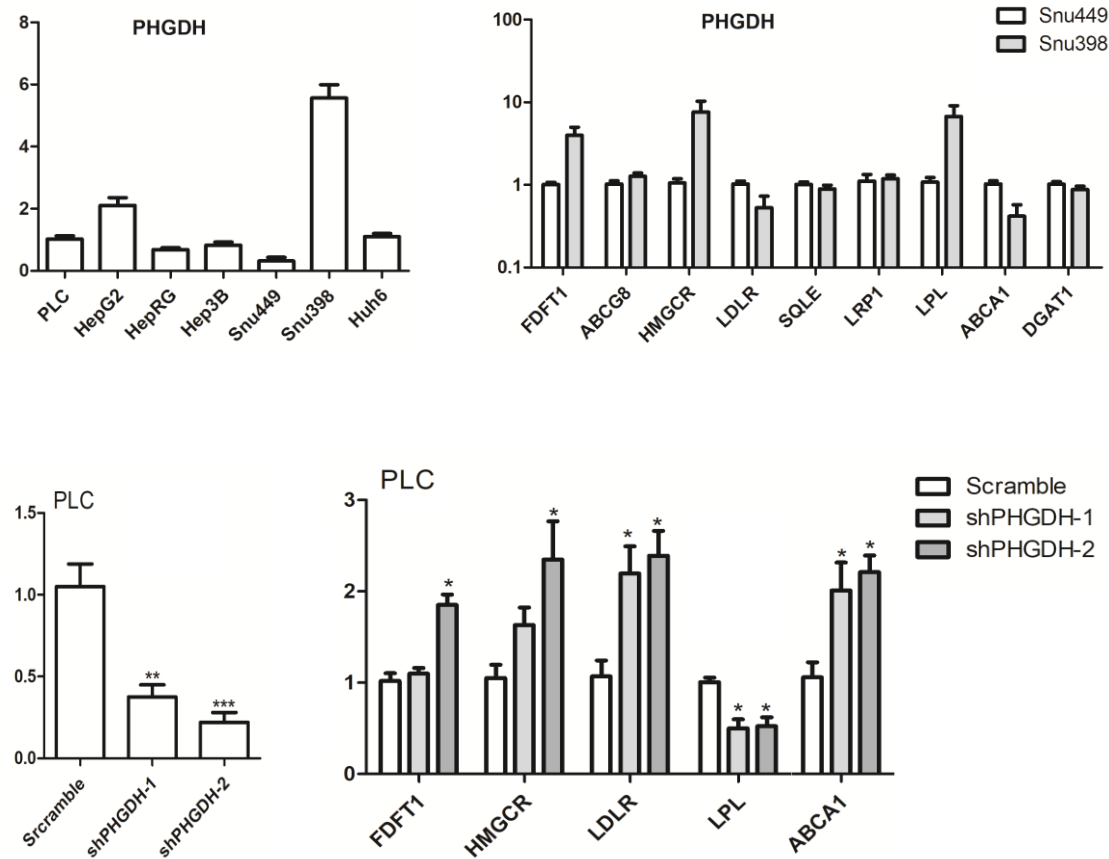 PHGDH
8
6
4
2
0
PLC
HepG2
HepRG
Hep3B
Snu449
Snu398
Huh6
PHGDH
Snu449
Snu398
100
10
1
0.1
FDFT1
ABCG8
HMGCR
LDLR
SQLE
LRP1
LPL
ABCA1
DGAT1
PLC
1.5
1.0
0.5
0.0
**
***
Srcramble
shPHGDH-1
shPHGDH-2
PLC
Scramble
shPHGDH-1
shPHGDH-2
3
2
1
0
*
*
*
*
*
*
*
*
FDFT1
HMGCR
LDLR
LPL
ABCA1